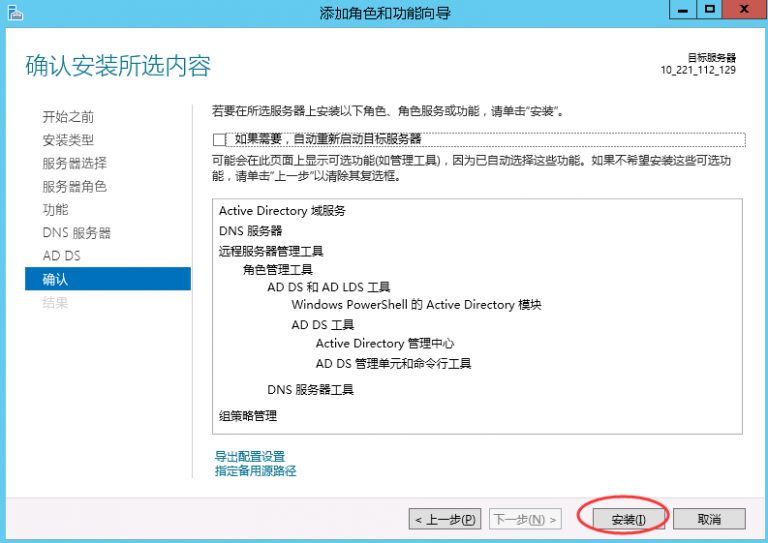 添加角色和功能向导
确认安装所选内容
目标服务器
10_221_112_129
开始之前
安装类型
服务器选择
服务器角色
功能
DNS 服务器
AD DS
确认
结果
若要在所选服务器上安装以下角色、角色服务或功能，请单击“安装”。
如果需要，自动重新启动目标服务器
可能会在此页面上显示可选功能(如管理工具)，因为已自动选择这些功能。如果不希望安装这些可选功
能，请单击“上一步”以清除其复选框。
Active Directory 域服务
DNS 服务器
远程服务器管理工具
角色管理工具
AD DS 和 AD LDS 工具
Windows PowerShell 的 Active Directory 模块
AD DS 工具
Active Directory 管理中心
AD DS 管理单元和命令行工具
DNS 服务器工具
组策略管理
导出配置设置
指定备用源路径
< 上一步(P)
下一步(N) >
安装(I)
取消